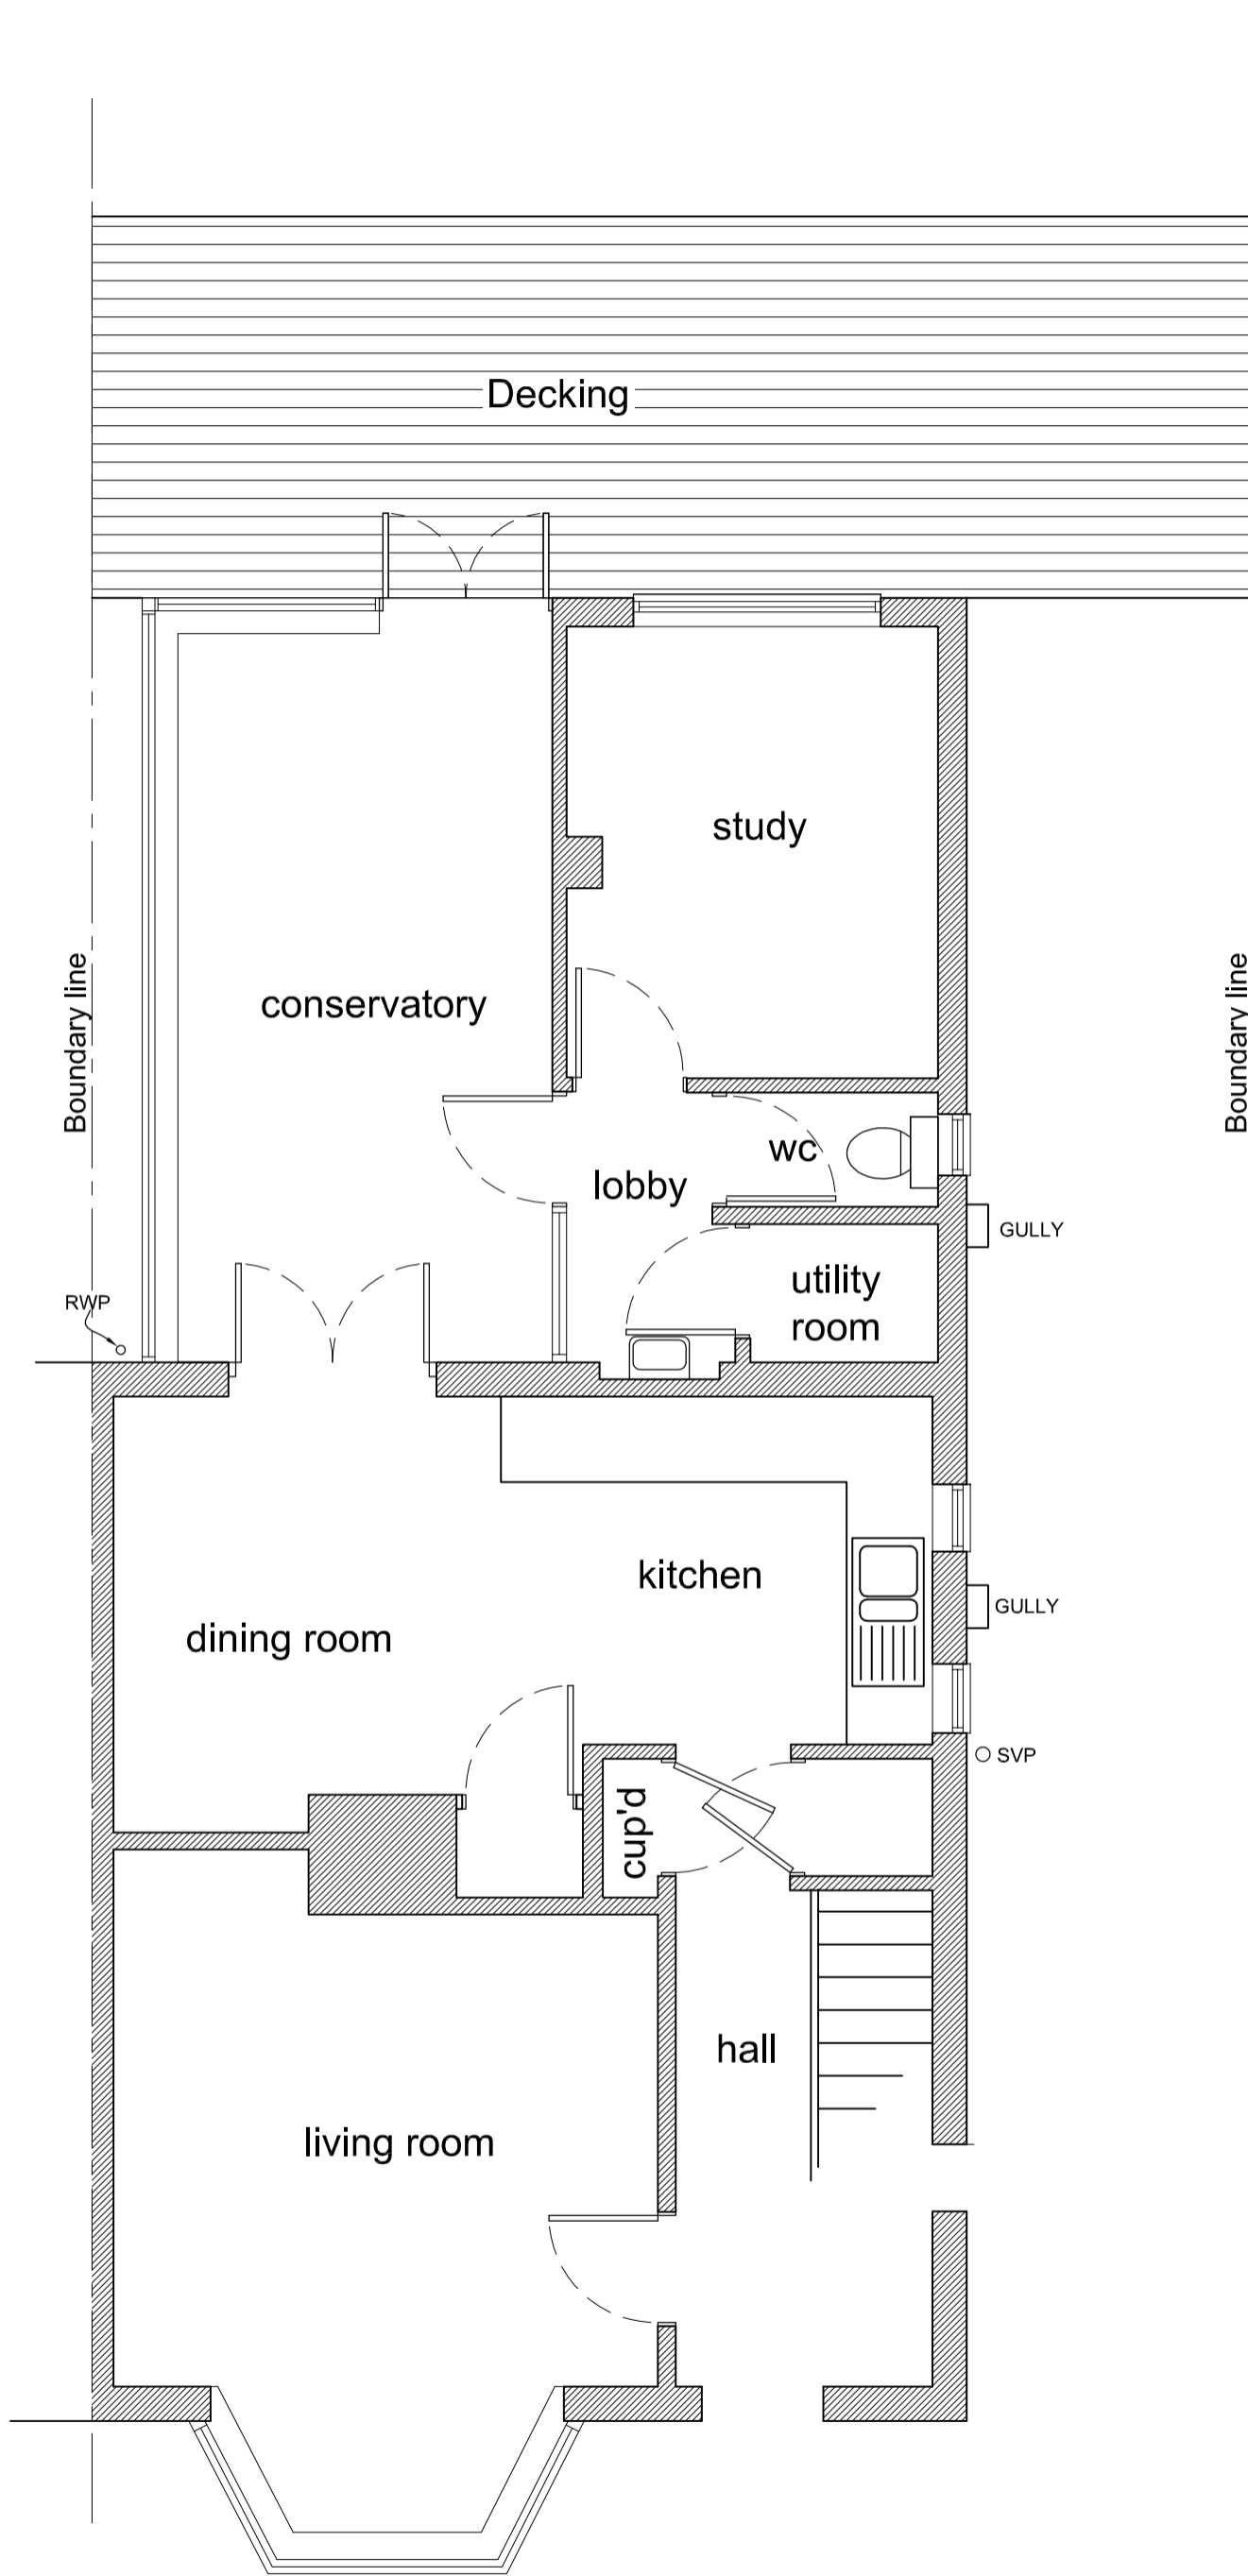 Decking
study
conservatory
Boundary line
Boundary line
wc
lobby
GULLY
utility
room
RWP
kitchen
GULLY
dining room
SVP
cup'd
hall
living room